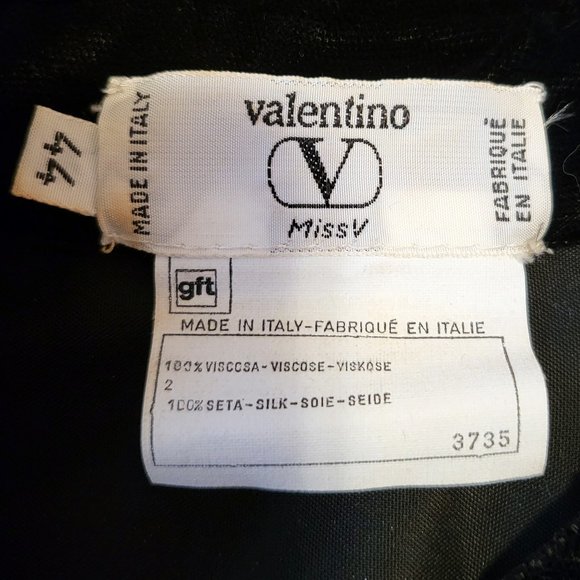 44
MADE IN ITALY
valentino
V
MissV
FABRIQUÉ
EN ITALIE
gft
MADE IN ITALY-FABRIQUÉ EN ITALIE
100% VISCOSA-VISCOSE-VISKOSE
2
100% SETA-SILK-SOIE-SEIDE
3735